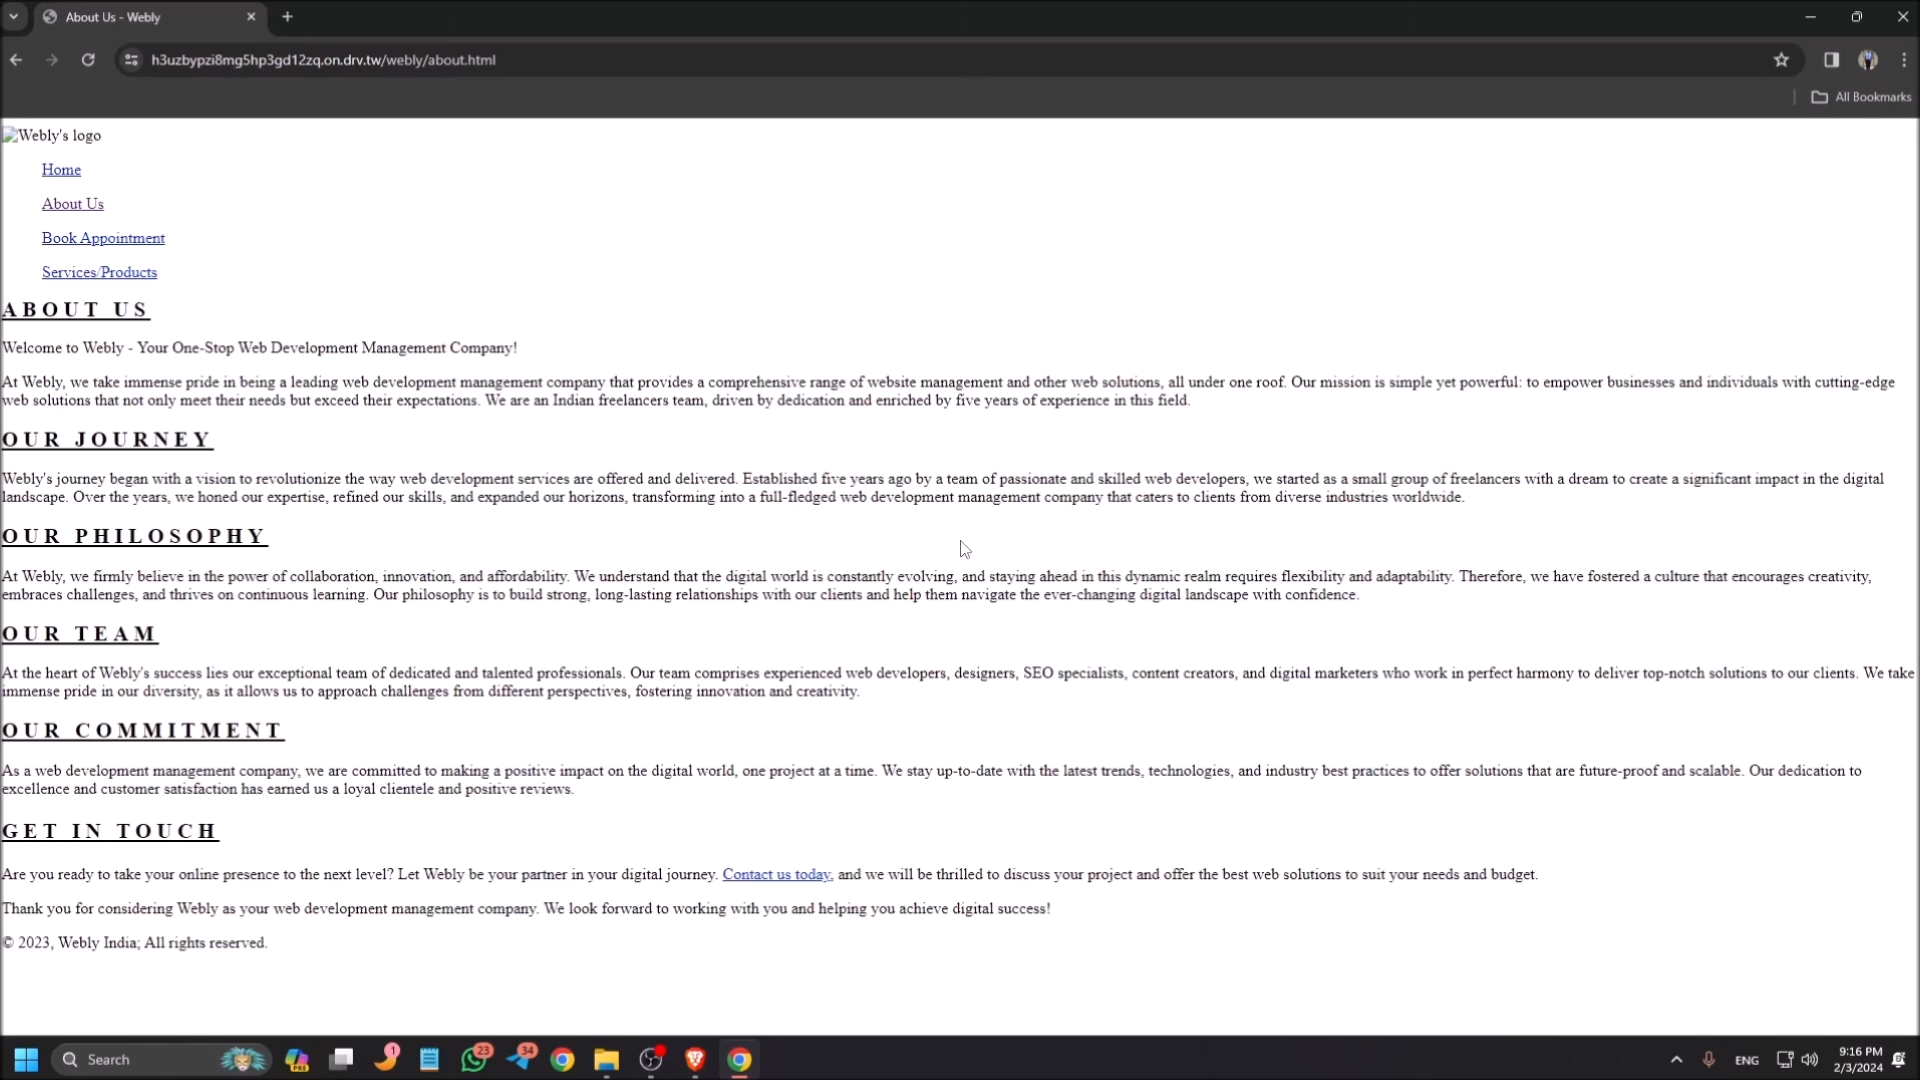 About Us - Webly
h3uzbypzi8mg5hp3gd12zq.on.drv.tw/webly/about.html
All Bookmarks
Webly's logo
Home
About Us
Book Appointment
Services/Products
ABOUT US
Welcome to Webly - Your One-Stop Web Development Management Company!
At Webly, we take immense pride in being a leading web development management company that provides a comprehensive range of website management and other web solutions, all under one roof. Our mission is simple yet powerful: to empower businesses and individuals with cutting-edge
web solutions that not only meet their needs but exceed their expectations. We are an Indian freelancers team, driven by dedication and enriched by five years of experience in this field.
OUR JOURNEY
Webly's journey began with a vision to revolutionize the way web development services are offered and delivered. Established five years ago by a team of passionate and skilled web developers, we started as a small group of freelancers with a dream to create a significant impact in the digital
landscape. Over the years, we honed our expertise, refined our skills, and expanded our horizons, transforming into a full-fledged web development management company that caters to clients from diverse industries worldwide.
OUR PHILOSOPHY
At Webly, we firmly believe in the power of collaboration, innovation, and affordability. We understand that the digital world is constantly evolving, and staying ahead in this dynamic realm requires flexibility and adaptability. Therefore, we have fostered a culture that encourages creativity,
embraces challenges, and thrives on continuous learning. Our philosophy is to build strong, long-lasting relationships with our clients and help them navigate the ever-changing digital landscape with confidence.
OUR TEAM
At the heart of Webly's success lies our exceptional team of dedicated and talented professionals. Our team comprises experienced web developers, designers, SEO specialists, content creators, and digital marketers who work in perfect harmony to deliver top-notch solutions to our clients. We take
immense pride in our diversity, as it allows us to approach challenges from different perspectives, fostering innovation and creativity.
OUR COMMITMENT
As a web development management company, we are committed to making a positive impact on the digital world, one project at a time. We stay up-to-date with the latest trends, technologies, and industry best practices to offer solutions that are future-proof and scalable. Our dedication to
excellence and customer satisfaction has earned us a loyal clientele and positive reviews.
GET IN TOUCH
Are you ready to take your online presence to the next level? Let Webly be your partner in your digital journey. Contact us today, and we will be thrilled to discuss your project and offer the best web solutions to suit your needs and budget.
Thank you for considering Webly as your web development management company. We look forward to working with you and helping you achieve digital success!
© 2023, Webly India; All rights reserved.
Search
PRE
1
23
34
ENG
9:16 PM
2/3/2024